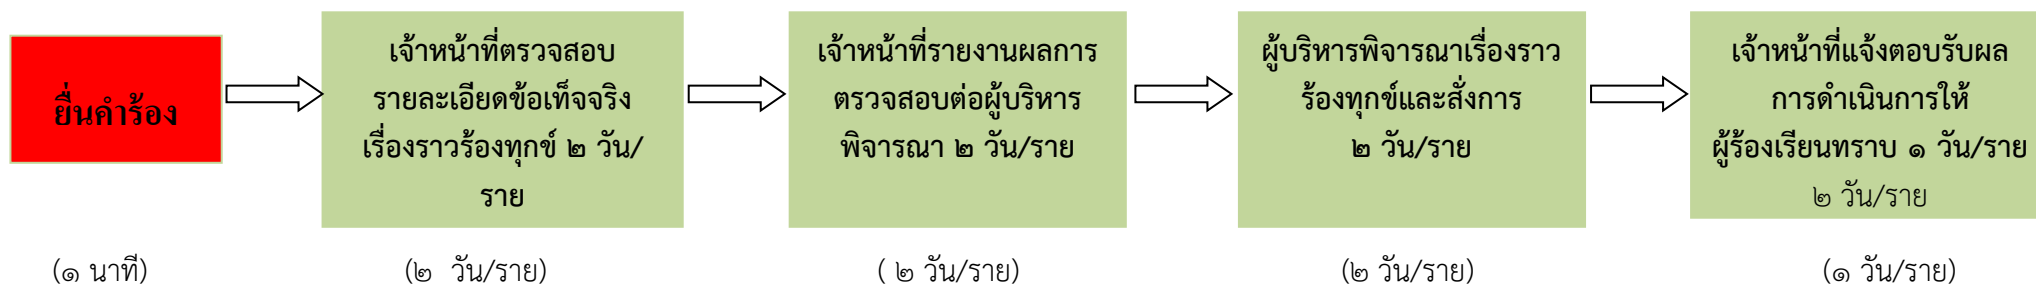 ยื่นคำร้อง
เจ้าหน้าที่ตรวจสอบ
รายละเอียดข้อเท็จจริง
เรื่องราวร้องทุกข์ ๒ วัน/
ราย
เจ้าหน้าที่รายงานผลการ
ตรวจสอบต่อผู้บริหาร
พิจารณา ๒ วัน/ราย
ผู้บริหารพิจารณาเรื่องราว
ร้องทุกข์และสั่งการ
๒ วัน/ราย
เจ้าหน้าที่แจ้งตอบรับผล
การดำเนินการให้
ผู้ร้องเรียนทราบ ๑ วัน/ราย
๒ วัน/ราย
(๑ นาที)
(๒ วัน/ราย)
( ๒ วัน/ราย)
(๒ วัน/ราย)
(๑ วัน/ราย)